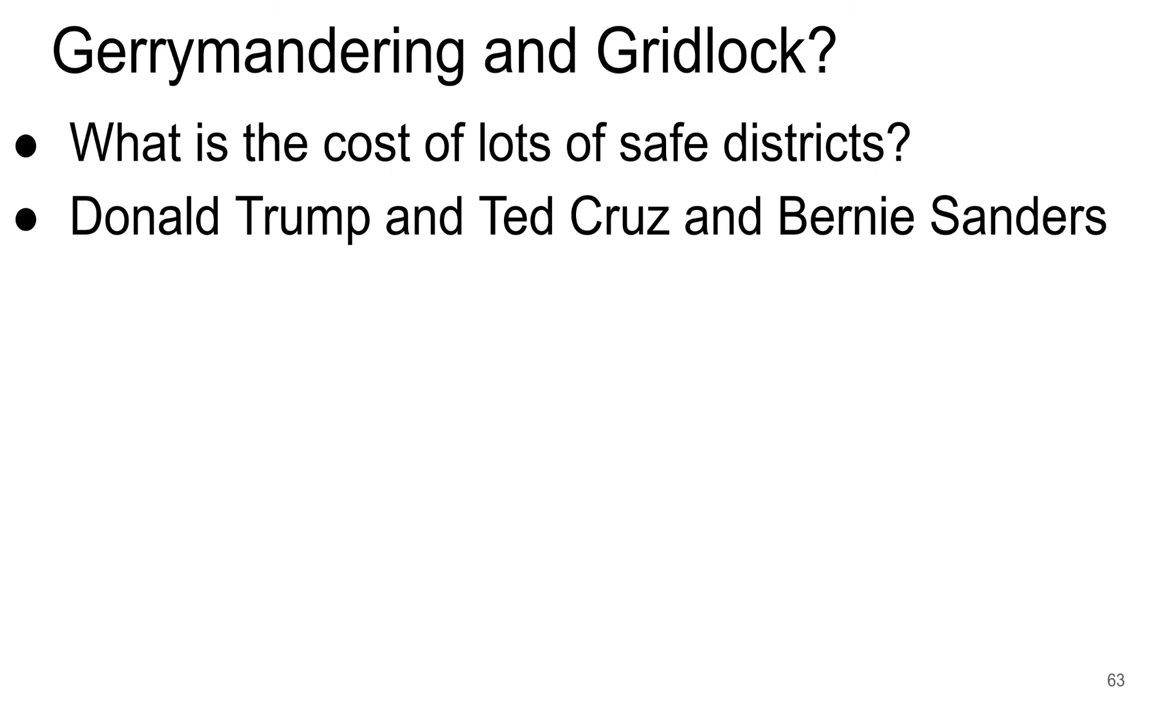 Gerrymandering and Gridlock?
● What is the cost of lots of safe districts?
● Donald Trump and Ted Cruz and Bernie Sanders
63